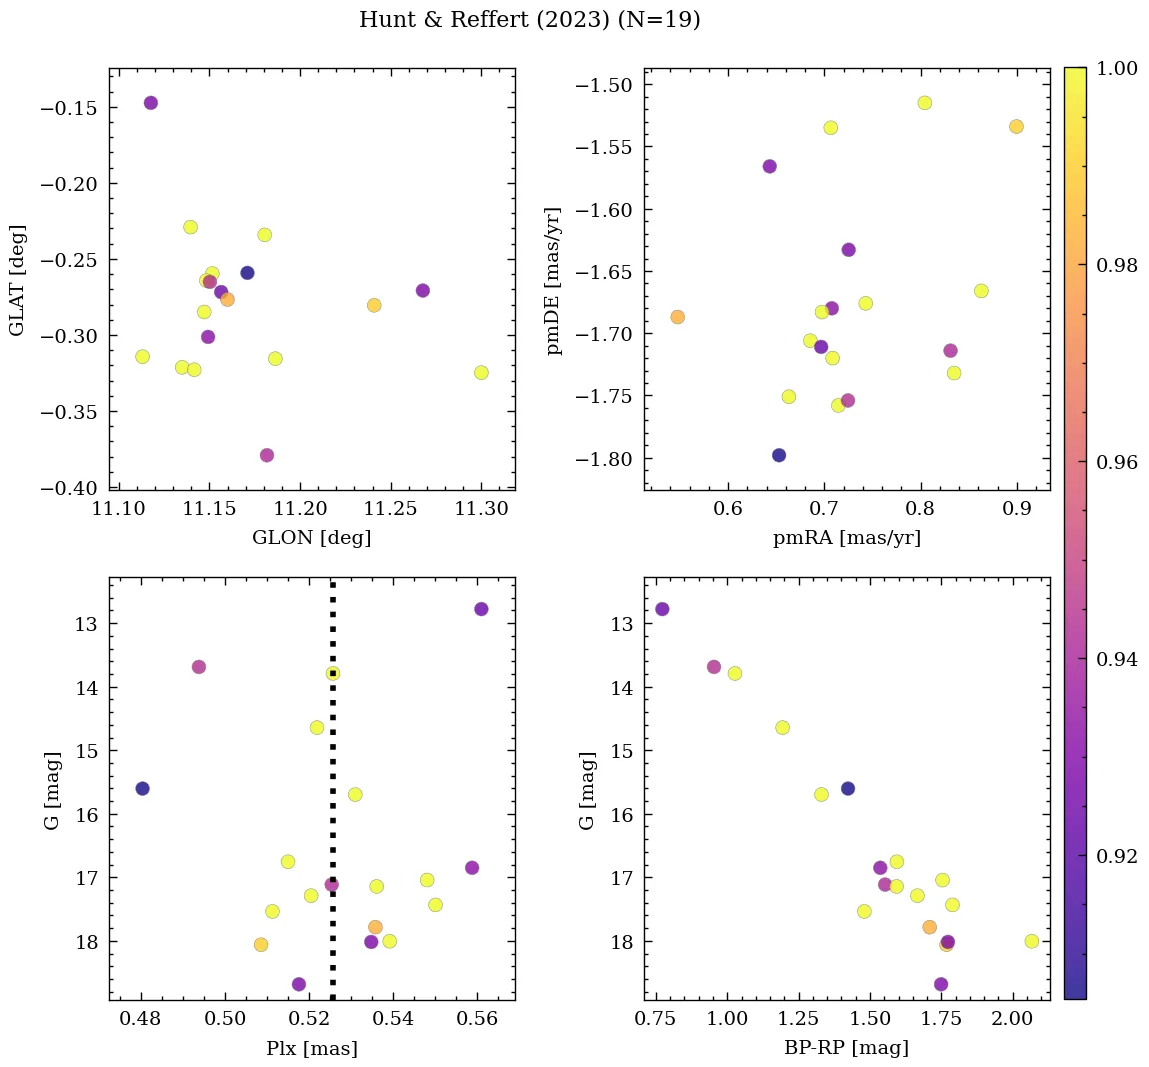 Hunt & Reffert (2023) (N=19)
−0.15
−0.20
−0.25
−0.30
−0.35
−0.40
GLAT [deg]
11.10 11.15 11.20 11.25 11.30
GLON [deg]
−1.50
−1.55
−1.60
−1.65
−1.70
−1.75
−1.80
pmDE [mas/yr]
0.6 0.7 0.8 0.9
pmRA [mas/yr]
1.00
0.98
0.96
0.94
0.92
13
14
15
16
17
18
G [mag]
0.48 0.50 0.52 0.54 0.56
Plx [mas]
13
14
15
16
17
18
G [mag]
0.75 1.00 1.25 1.50 1.75 2.00
BP-RP [mag]